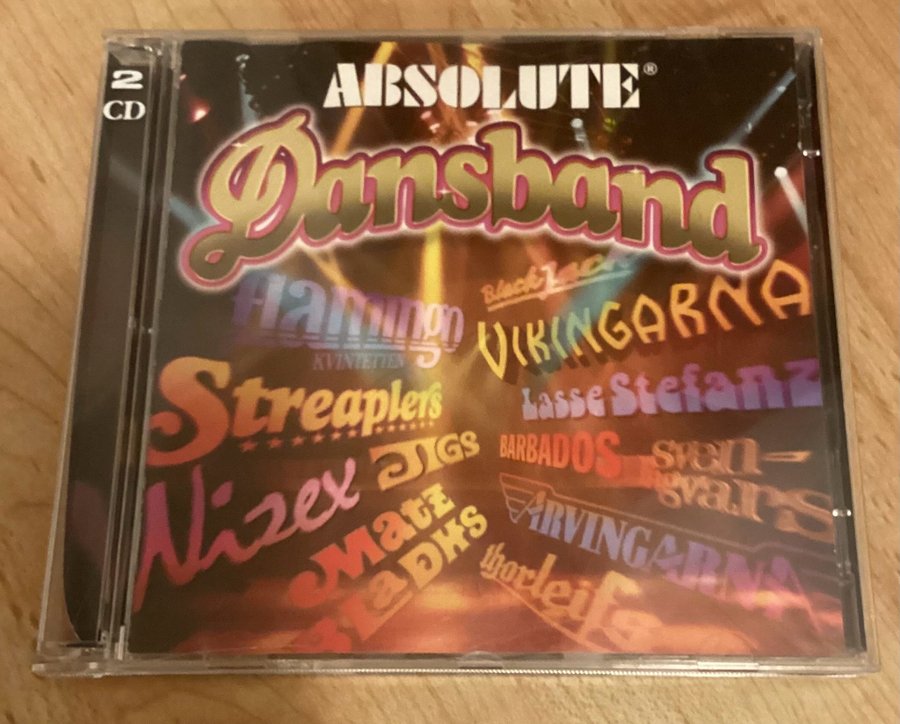 2
CD
ABSOLUTE®
Dansband
flamingo
KVINTETTEN
Streaplers
Nizex
JIGS
Matz
BLaDHS
Black Jack
VIKINGARNA
Lasse Stefanz
BARBADOS
sven-
ingvars
ARVINGARNA
thorleifs